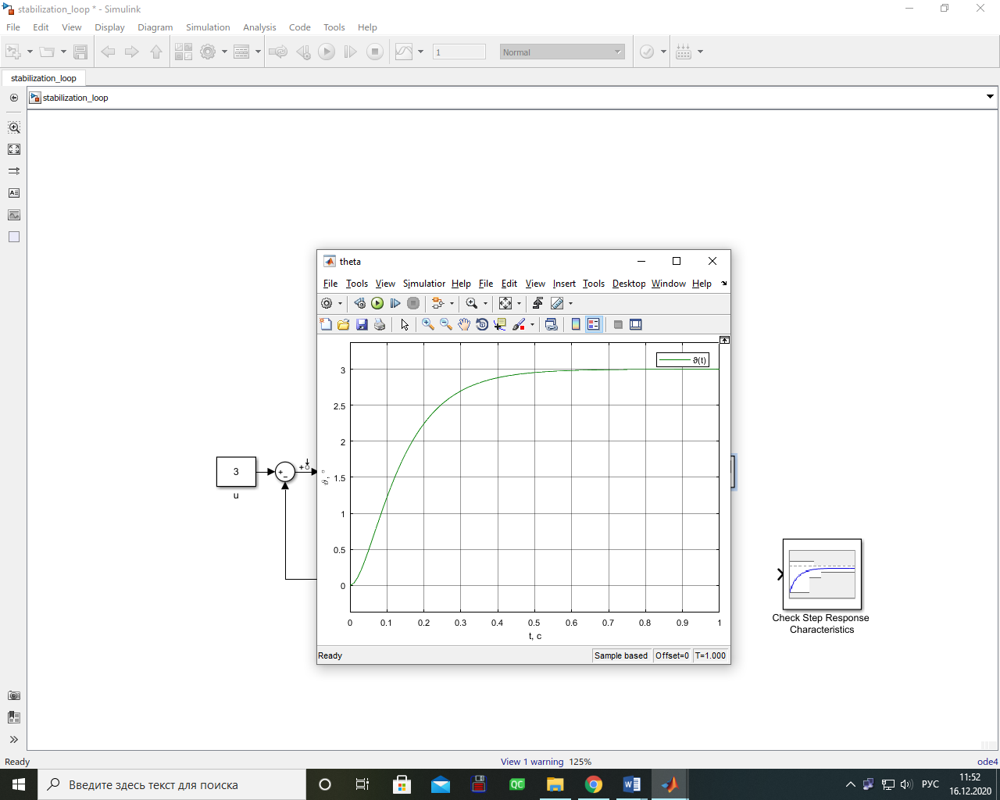 stabilization_loop * - Simulink
File Edit View Display Diagram Simulation Analysis Code Tools Help
1 Normal
stabilization_loop
stabilization_loop
theta
File Tools View Simulation Help File Edit View Insert Tools Desktop Window Help
ϑ(t)
3
2.5
2
1.5
1
0.5
0
ϑ, °
0 0.1 0.2 0.3 0.4 0.5 0.6 0.7 0.8 0.9 1
t, c
Ready Sample based Offset=0 T=1.000
3
u
Check Step Response
Characteristics
Ready View 1 warning 125% ode4
Введите здесь текст для поиска
QC
РУС
11:52
16.12.2020